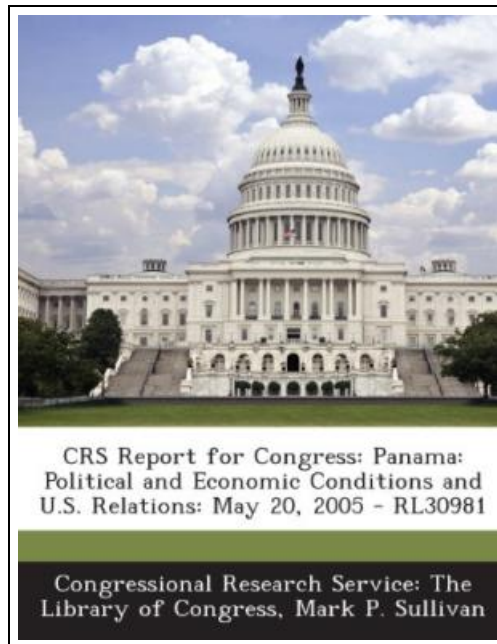 CRS Report for Congress: Panama:
Political and Economic Conditions and
U.S. Relations: May 20, 2005 - RL30981
Congressional Research Service: The
Library of Congress, Mark P. Sullivan